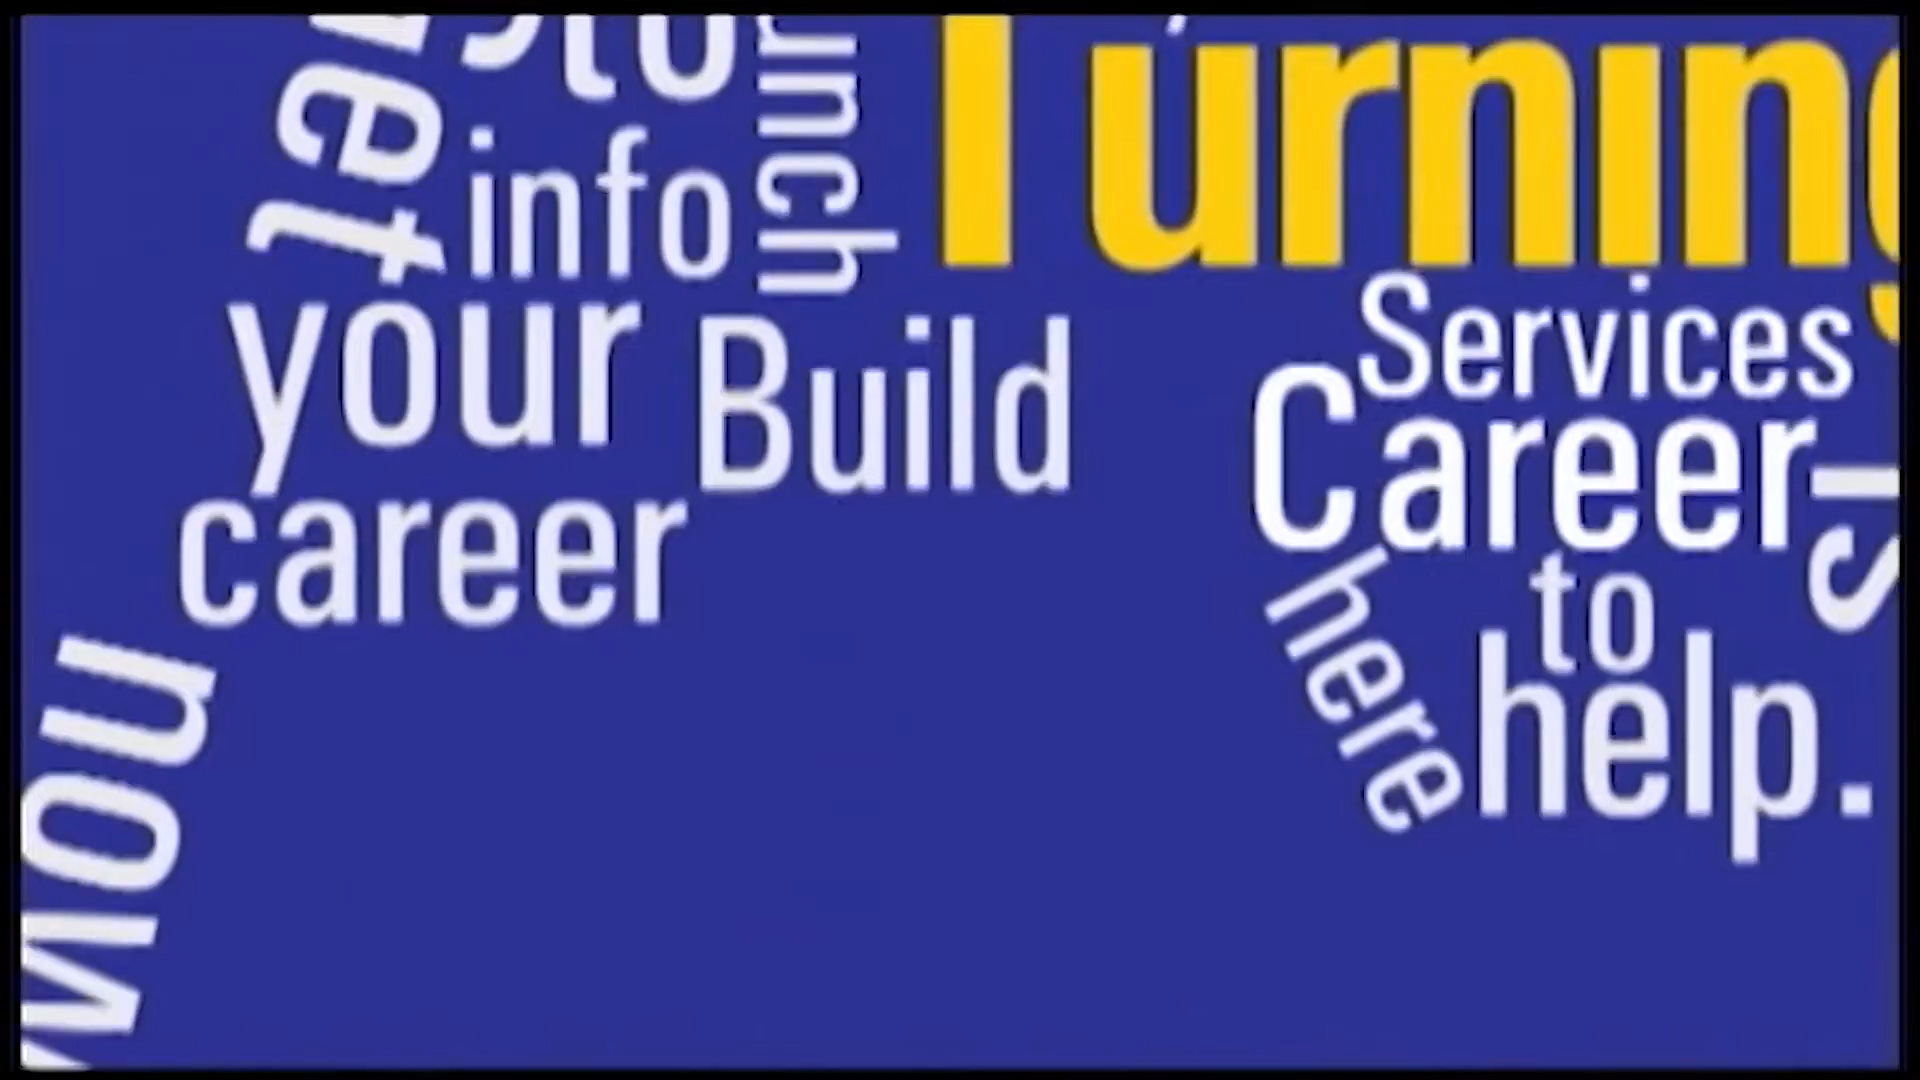 Turning
info
your
Build
career
now
Services
Career
is
here
to
help.